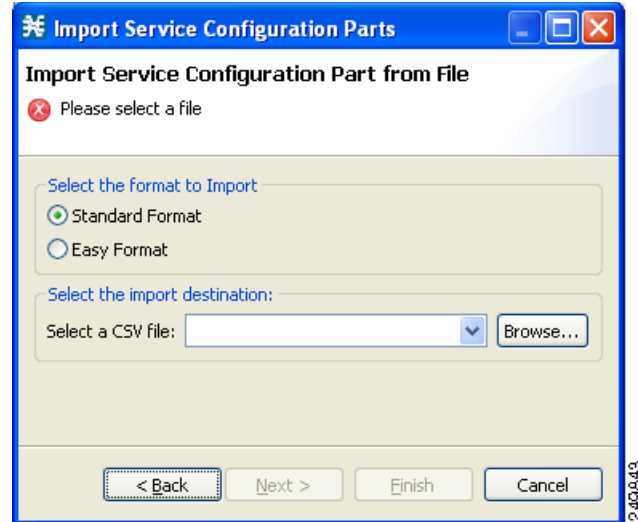 Import Service Configuration Parts
Import Service Configuration Part from File
Please select a file
Select the format to Import
Standard Format
Easy Format
Select the import destination:
Select a CSV file:
Browse...
< Back
Next >
Finish
Cancel
249843